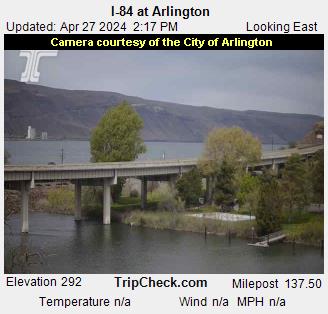 I-84 at Arlington
Updated: Apr 27 2024 2:17 PM Looking East
Camera courtesy of the City of Arlington
Elevation 292 TripCheck.com Milepost 137.50
Temperature n/a Wind n/a MPH n/a